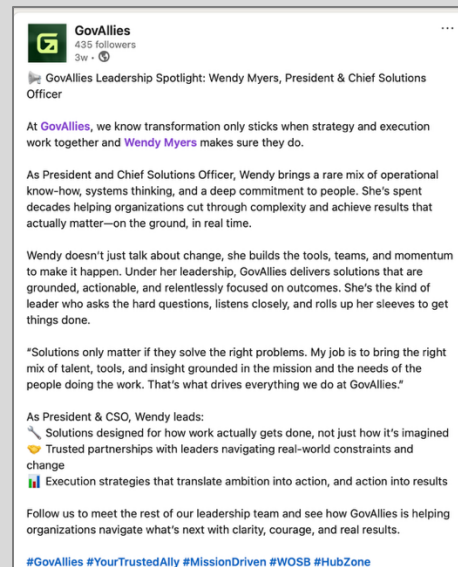 GovAllies
435 followers
3w •
📢 GovAllies Leadership Spotlight: Wendy Myers, President & Chief Solutions
Officer
At GovAllies, we know transformation only sticks when strategy and execution
work together and Wendy Myers makes sure they do.
As President and Chief Solutions Officer, Wendy brings a rare mix of operational
know-how, systems thinking, and a deep commitment to people. She's spent
decades helping organizations cut through complexity and achieve results that
actually matter—on the ground, in real time.
Wendy doesn't just talk about change, she builds the tools, teams, and momentum
to make it happen. Under her leadership, GovAllies delivers solutions that are
grounded, actionable, and relentlessly focused on outcomes. She's the kind of
leader who asks the hard questions, listens closely, and rolls up her sleeves to get
things done.
"Solutions only matter if they solve the right problems. My job is to bring the right
mix of talent, tools, and insight grounded in the mission and the needs of the
people doing the work. That's what drives everything we do at GovAllies."
As President & CSO, Wendy leads:
🔧 Solutions designed for how work actually gets done, not just how it's imagined
🤝 Trusted partnerships with leaders navigating real-world constraints and
change
📊 Execution strategies that translate ambition into action, and action into results
Follow us to meet the rest of our leadership team and see how GovAllies is helping
organizations navigate what's next with clarity, courage, and real results.
#GovAllies #YourTrustedAlly #MissionDriven #WOSB #HubZone